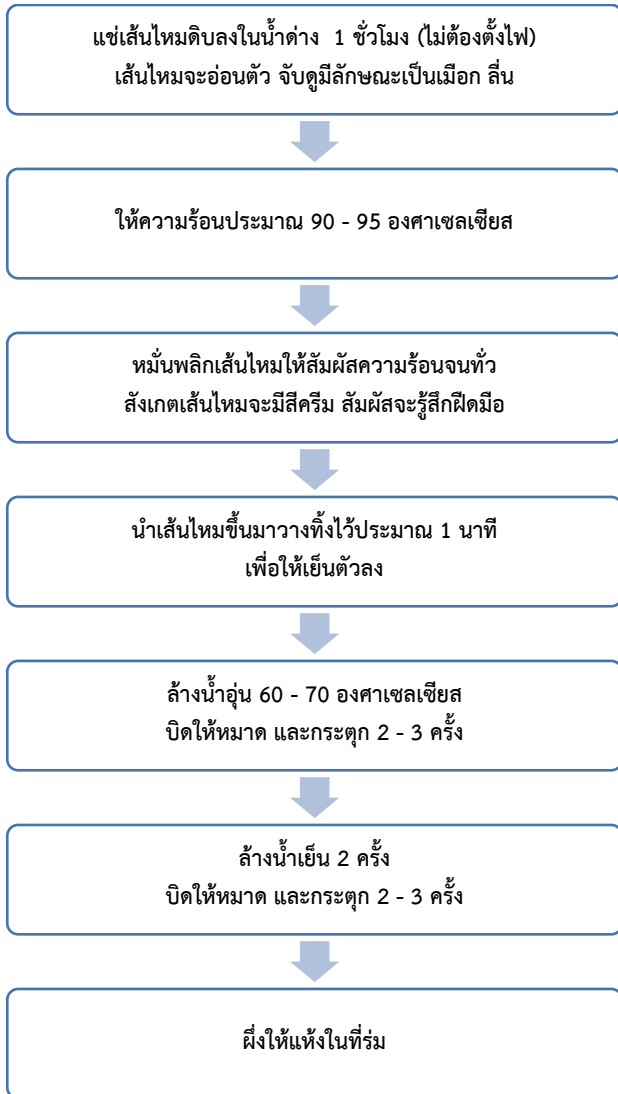 แช่เส้นไหมดิบลงในน้ำด่าง  1 ชั่วโมง (ไม่ต้องตั้งไฟ)
เส้นไหมจะอ่อนตัว จับดูมีลักษณะเป็นเมือก ลื่น
ให้ความร้อนประมาณ 90 - 95 องศาเซลเซียส
หมั่นพลิกเส้นไหมให้สัมผัสความร้อนจนทั่ว
สังเกตเส้นไหมจะมีสีครีม สัมผัสจะรู้สึกฝืดมือ
นำเส้นไหมขึ้นมาวางทิ้งไว้ประมาณ 1 นาที
เพื่อให้เย็นตัวลง
ล้างน้ำอุ่น 60 - 70 องศาเซลเซียส
บิดให้หมาด และกระตุก 2 - 3 ครั้ง
ล้างน้ำเย็น 2 ครั้ง
บิดให้หมาด และกระตุก 2 - 3 ครั้ง
ผึ่งให้แห้งในที่ร่ม